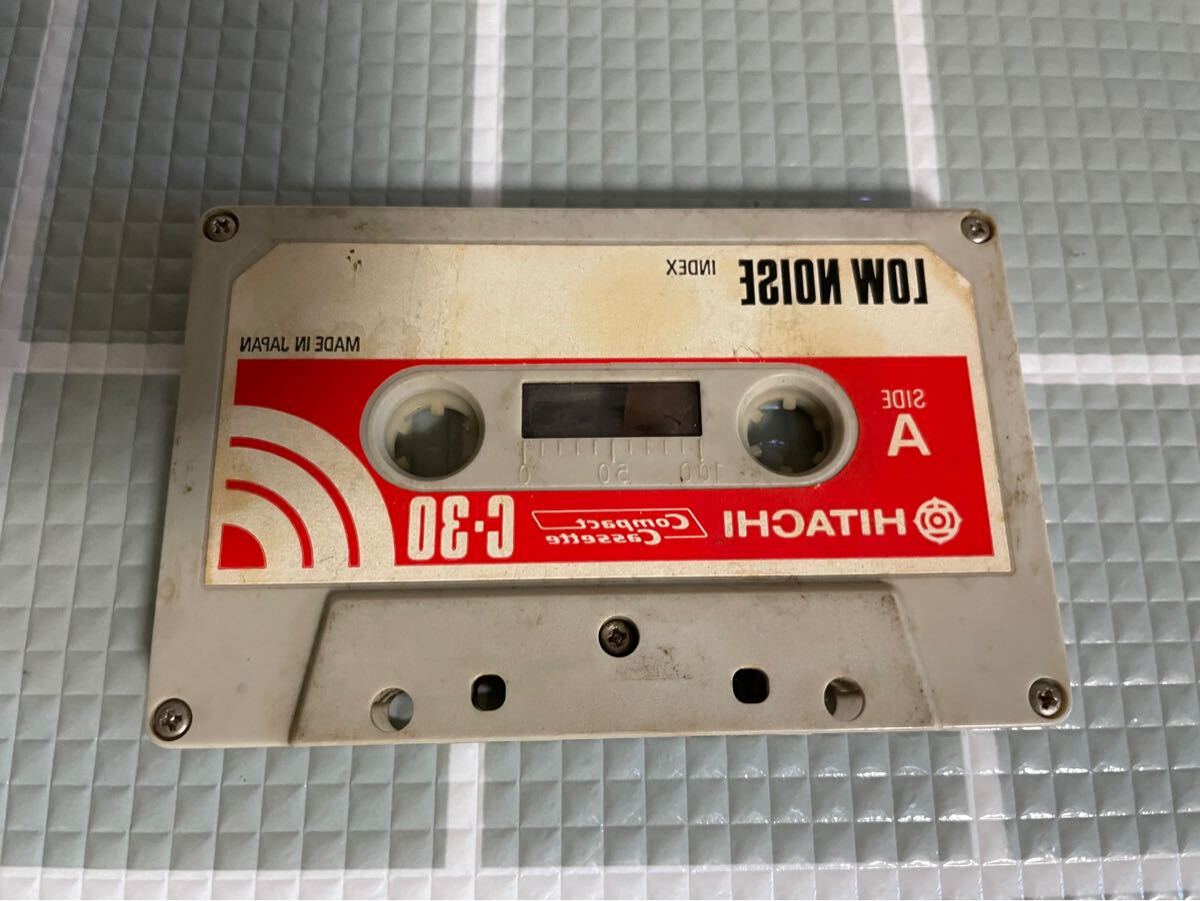 LOW NOISE
INDEX
MADE IN JAPAN
SIDE
A
100 50 0
HITACHI
Compact
Cassette
C-30